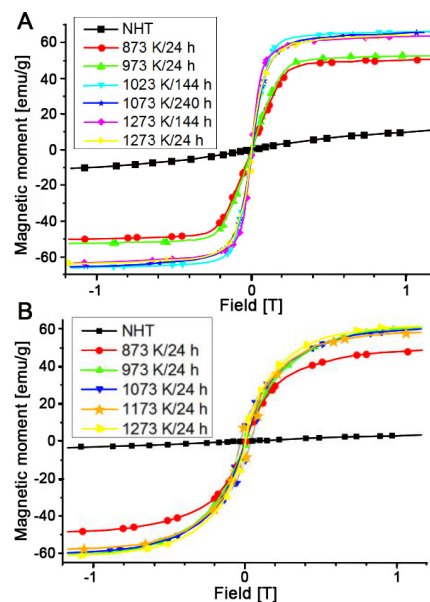 A
NHT
873 K/24 h
973 K/24 h
1023 K/144 h
1073 K/240 h
1273 K/144 h
1273 K/24 h
Magnetic moment [emu/g]
60
40
20
0
-20
-40
-60
-1
0
1
Field [T]
B
NHT
873 K/24 h
973 K/24 h
1073 K/24 h
1173 K/24 h
1273 K/24 h
Magnetic moment [emu/g]
60
40
20
0
-20
-40
-60
-1
0
1
Field [T]